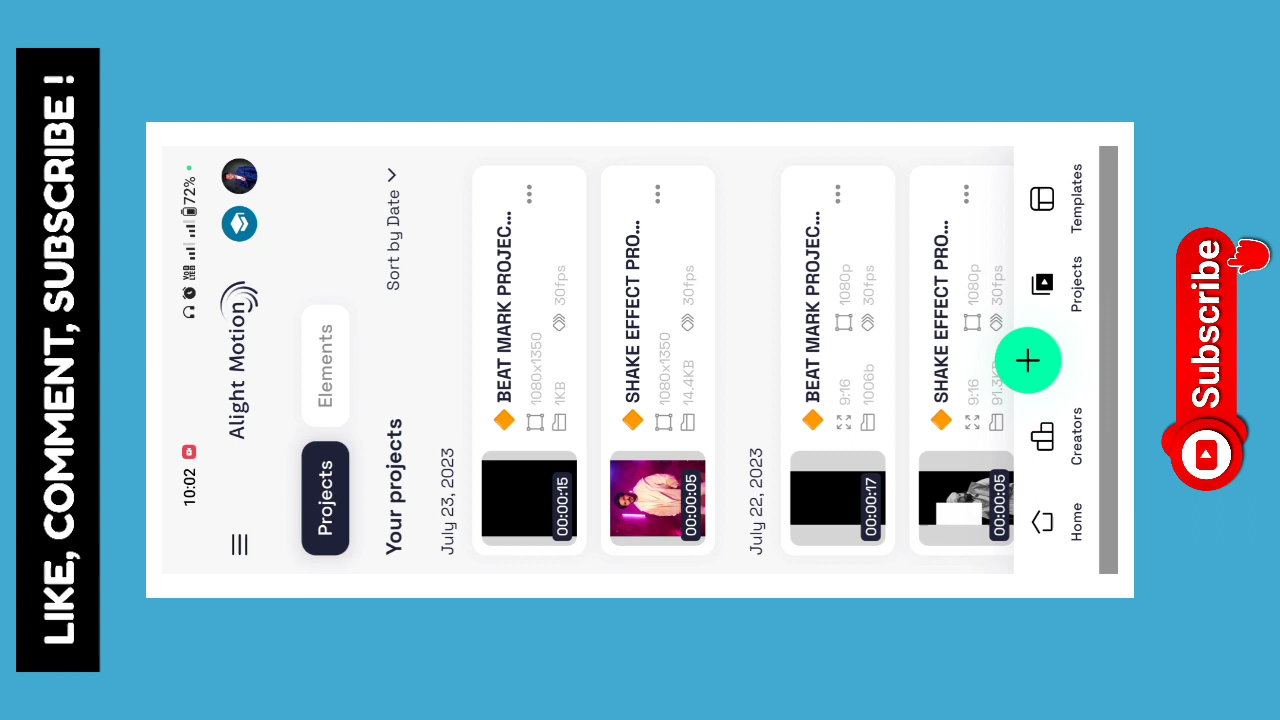 LIKE, COMMENT, SUBSCRIBE !
10:02 72%
Alight Motion
Projects Elements
Your projects Sort by Date
July 23, 2023
BEAT MARK PROJEC...
1080x1350
1KB 30fps
00:00:15
SHAKE EFFECT PRO...
1080x1350
14.4KB 30fps
00:00:05
July 22, 2023
BEAT MARK PROJEC...
9:16 1080p
1006b 30fps
00:00:17
SHAKE EFFECT PRO...
9:16 1080p
91.3K 30fps
00:00:05
Home Creators Projects Templates
Subscribe